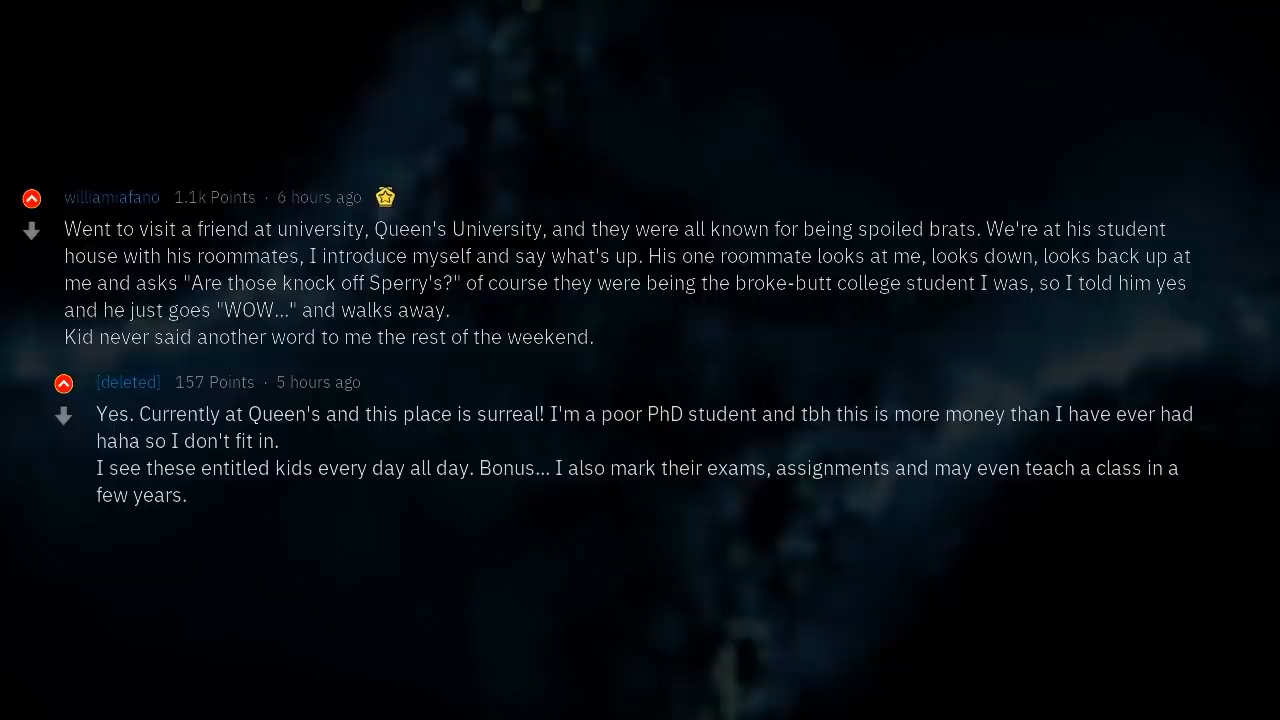 williamiafano 1.1k Points · 6 hours ago
Went to visit a friend at university, Queen's University, and they were all known for being spoiled brats. We're at his student
house with his roommates, I introduce myself and say what's up. His one roommate looks at me, looks down, looks back up at
me and asks "Are those knock off Sperry's?" of course they were being the broke-butt college student I was, so I told him yes
and he just goes "WOW..." and walks away.
Kid never said another word to me the rest of the weekend.
[deleted] 157 Points · 5 hours ago
Yes. Currently at Queen's and this place is surreal! I'm a poor PhD student and tbh this is more money than I have ever had
haha so I don't fit in.
I see these entitled kids every day all day. Bonus... I also mark their exams, assignments and may even teach a class in a
few years.